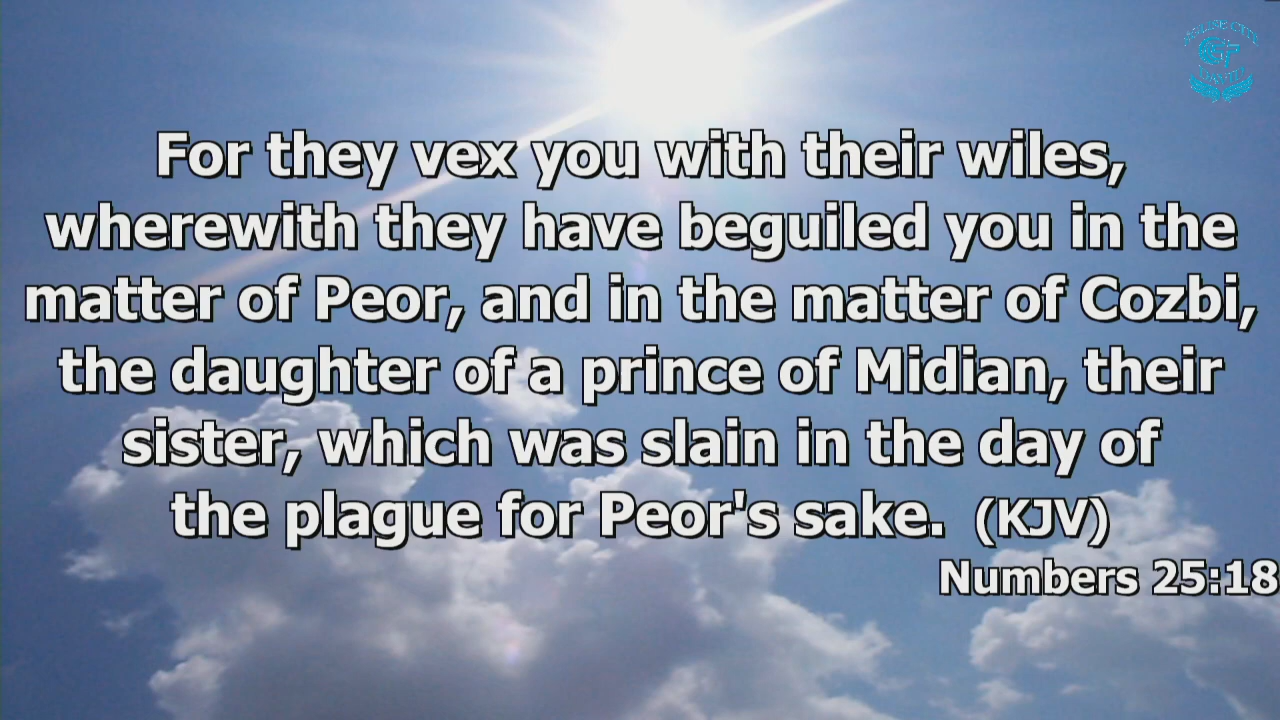 For they vex you with their wiles,
wherewith they have beguiled you in the
matter of Peor, and in the matter of Cozbi,
the daughter of a prince of Midian, their
sister, which was slain in the day of
the plague for Peor's sake. (KJV)
Numbers 25:18